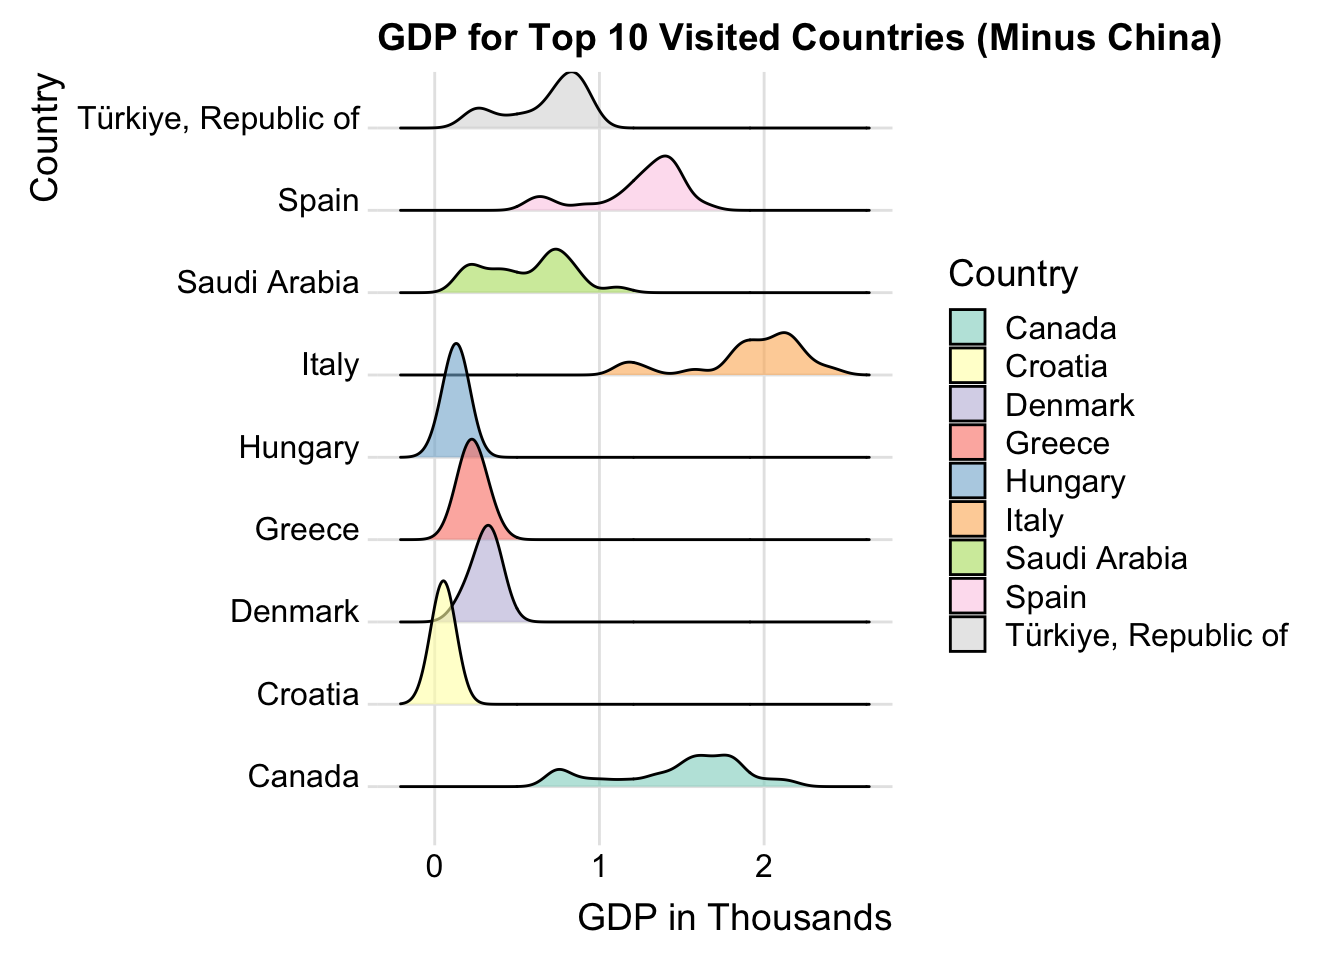 GDP for Top 10 Visited Countries (Minus China)
Country
Türkiye, Republic of
Spain
Saudi Arabia
Italy
Hungary
Greece
Denmark
Croatia
Canada
0 1 2
GDP in Thousands
Country
Canada
Croatia
Denmark
Greece
Hungary
Italy
Saudi Arabia
Spain
Türkiye, Republic of